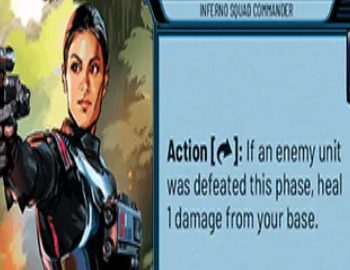 INFERNO SQUAD COMMANDER
Action [↷]: If an enemy unit
was defeated this phase, heal
1 damage from your base.